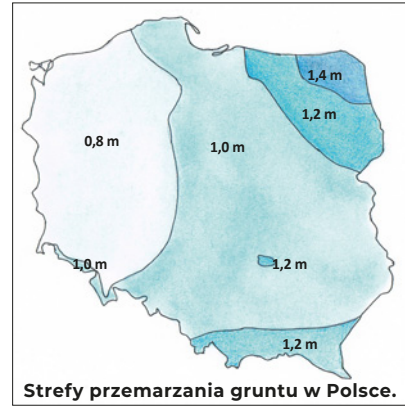 1,4 m
1,2 m
0,8 m
1,0 m
1,0 m
1,2 m
1,2 m
Strefy przemarzania gruntu w Polsce.